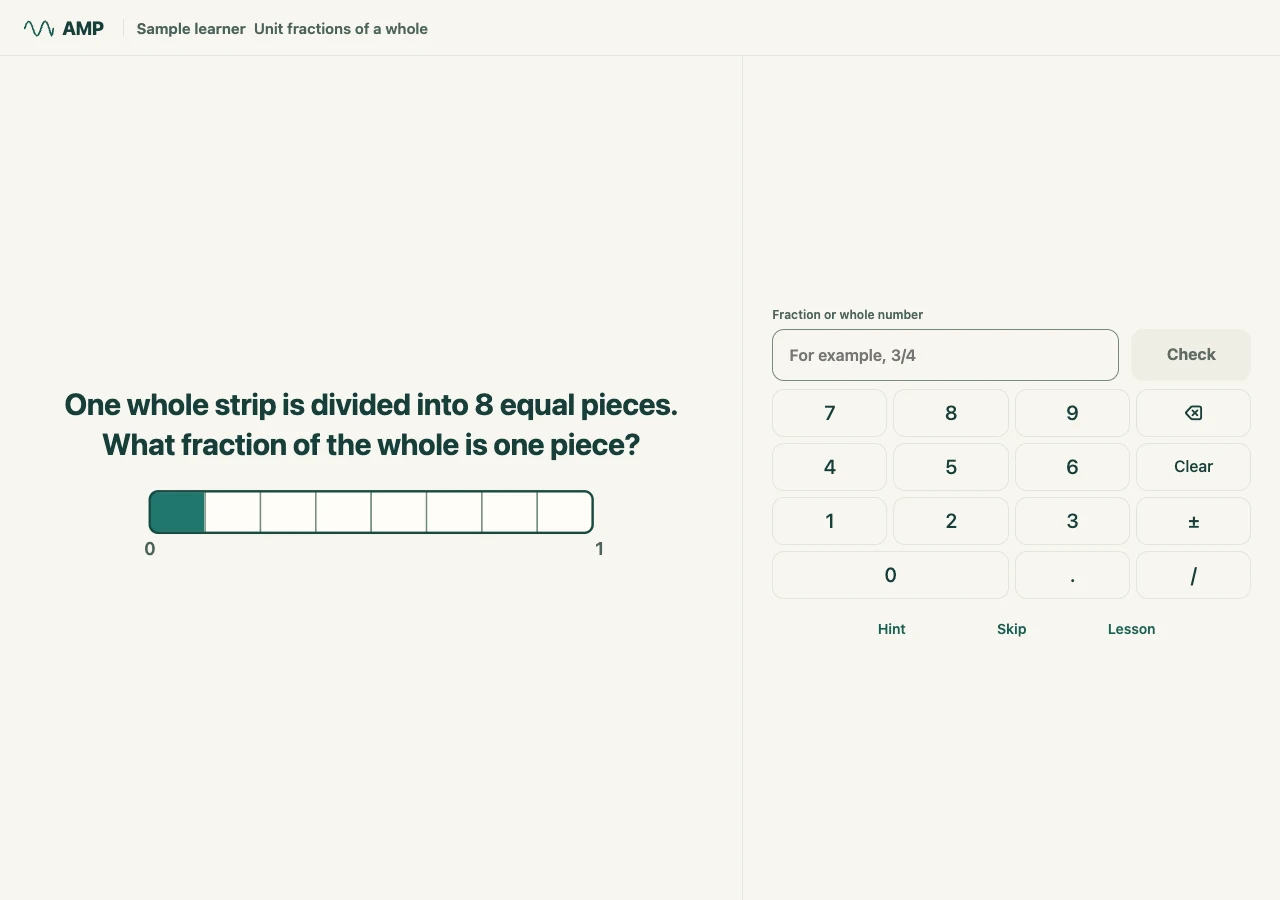 AMP
Sample learner Unit fractions of a whole
One whole strip is divided into 8 equal pieces.
What fraction of the whole is one piece?
0 1
Fraction or whole number
For example, 3/4 Check
7 8 9
4 5 6 Clear
1 2 3 ±
0 . /
Hint Skip Lesson